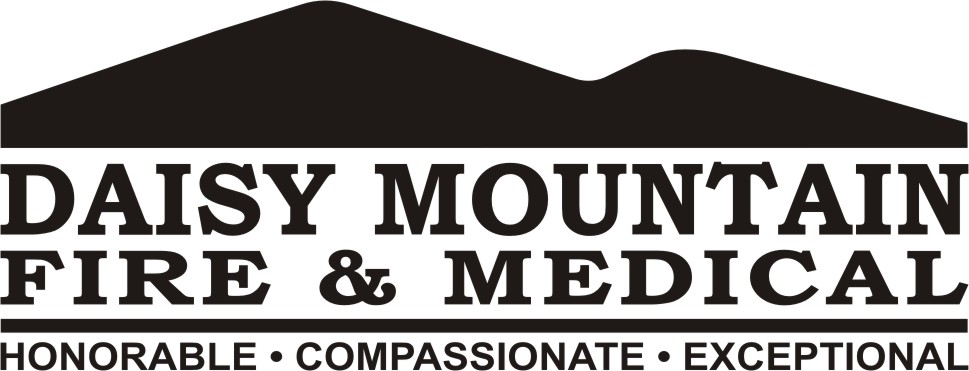 DAISY MOUNTAIN
FIRE & MEDICAL
HONORABLE • COMPASSIONATE • EXCEPTIONAL